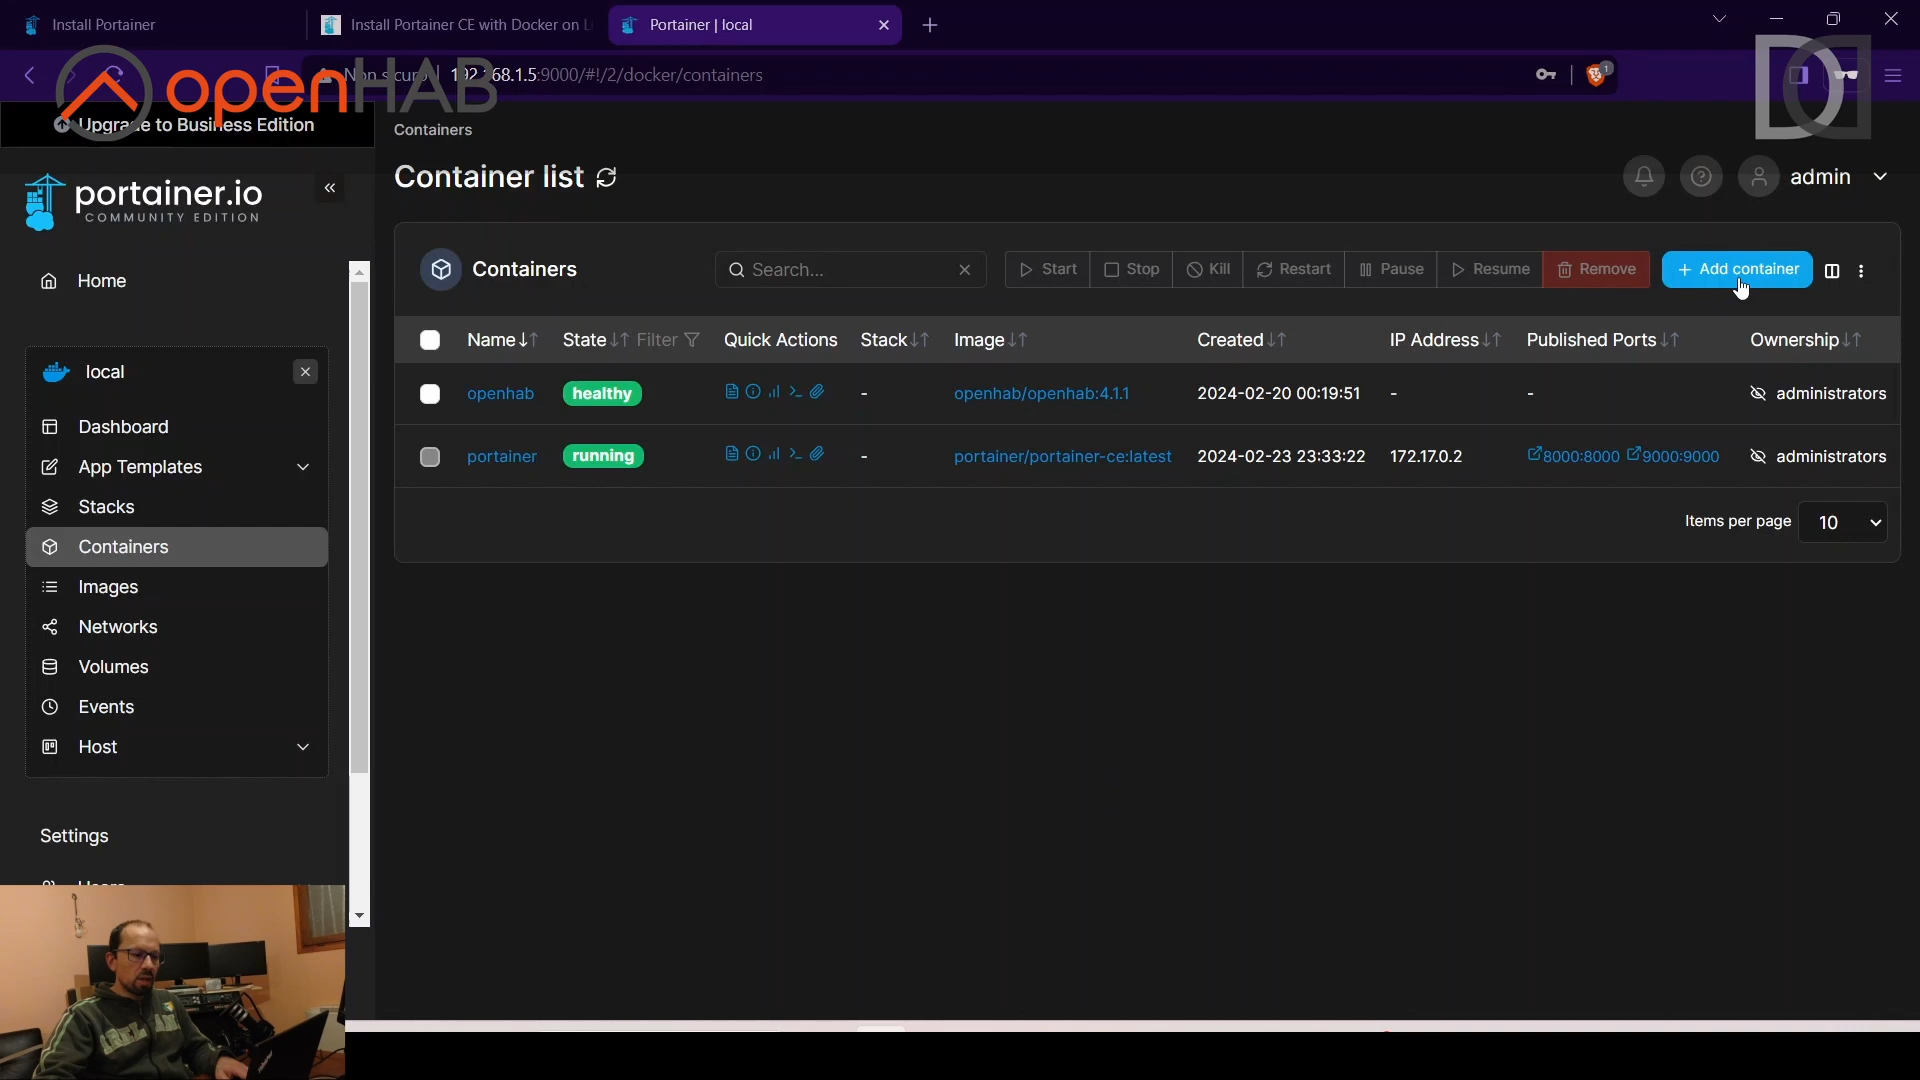 Install Portainer
Install Portainer CE with Docker on L
Portainer | local
Non sicuro
192.168.1.5:9000/#!/2/docker/containers
1
openHAB
Upgrade to Business Edition
portainer.io
COMMUNITY EDITION
Home
local
Dashboard
App Templates
Stacks
Containers
Images
Networks
Volumes
Events
Host
Settings
Users
Containers
Container list
admin
Containers
Search...
Start
Stop
Kill
Restart
Pause
Resume
Remove
+ Add container
Name State Filter Quick Actions Stack Image Created IP Address Published Ports Ownership
openhab healthy - openhab/openhab:4.1.1 2024-02-20 00:19:51 - - administrators
portainer running - portainer/portainer-ce:latest 2024-02-23 23:33:22 172.17.0.2 8000:8000 9000:9000 administrators
Items per page 10